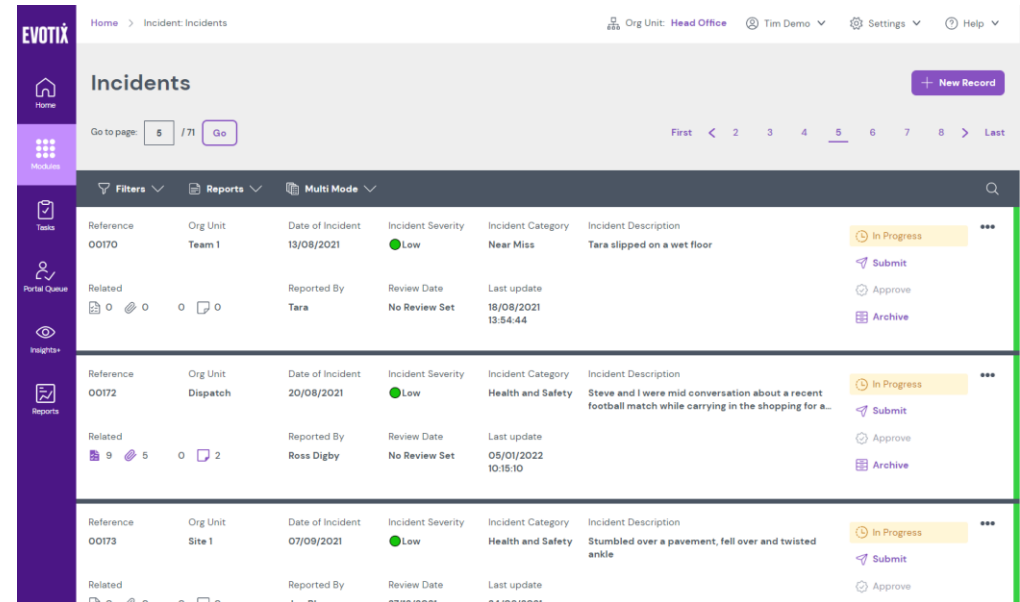 EVOTIX
Home > Incident: Incidents
Org Unit: Head Office
Tim Demo
Settings
Help
Home
Modules
Tasks
Portal Queue
Insights+
Reports
Incidents
New Record
Go to page: 5 / 71 Go
First 2 3 4 5 6 7 8 Last
Filters Reports Multi Mode
Reference Org Unit Date of Incident Incident Severity Incident Category Incident Description
00170 Team 1 13/08/2021 Low Near Miss Tara slipped on a wet floor
In Progress
Submit
Approve
Archive
Related Reported By Review Date Last update
0 0 0 0 Tara No Review Set 18/08/2021
13:54:44
Reference Org Unit Date of Incident Incident Severity Incident Category Incident Description
00172 Dispatch 20/08/2021 Low Health and Safety Steve and I were mid conversation about a recent
football match while carrying in the shopping for a...
In Progress
Submit
Approve
Archive
Related Reported By Review Date Last update
9 5 0 2 Ross Digby No Review Set 05/01/2022
10:15:10
Reference Org Unit Date of Incident Incident Severity Incident Category Incident Description
00173 Site 1 07/09/2021 Low Health and Safety Stumbled over a pavement, fell over and twisted
ankle
In Progress
Submit
Approve
Related Reported By Review Date Last update